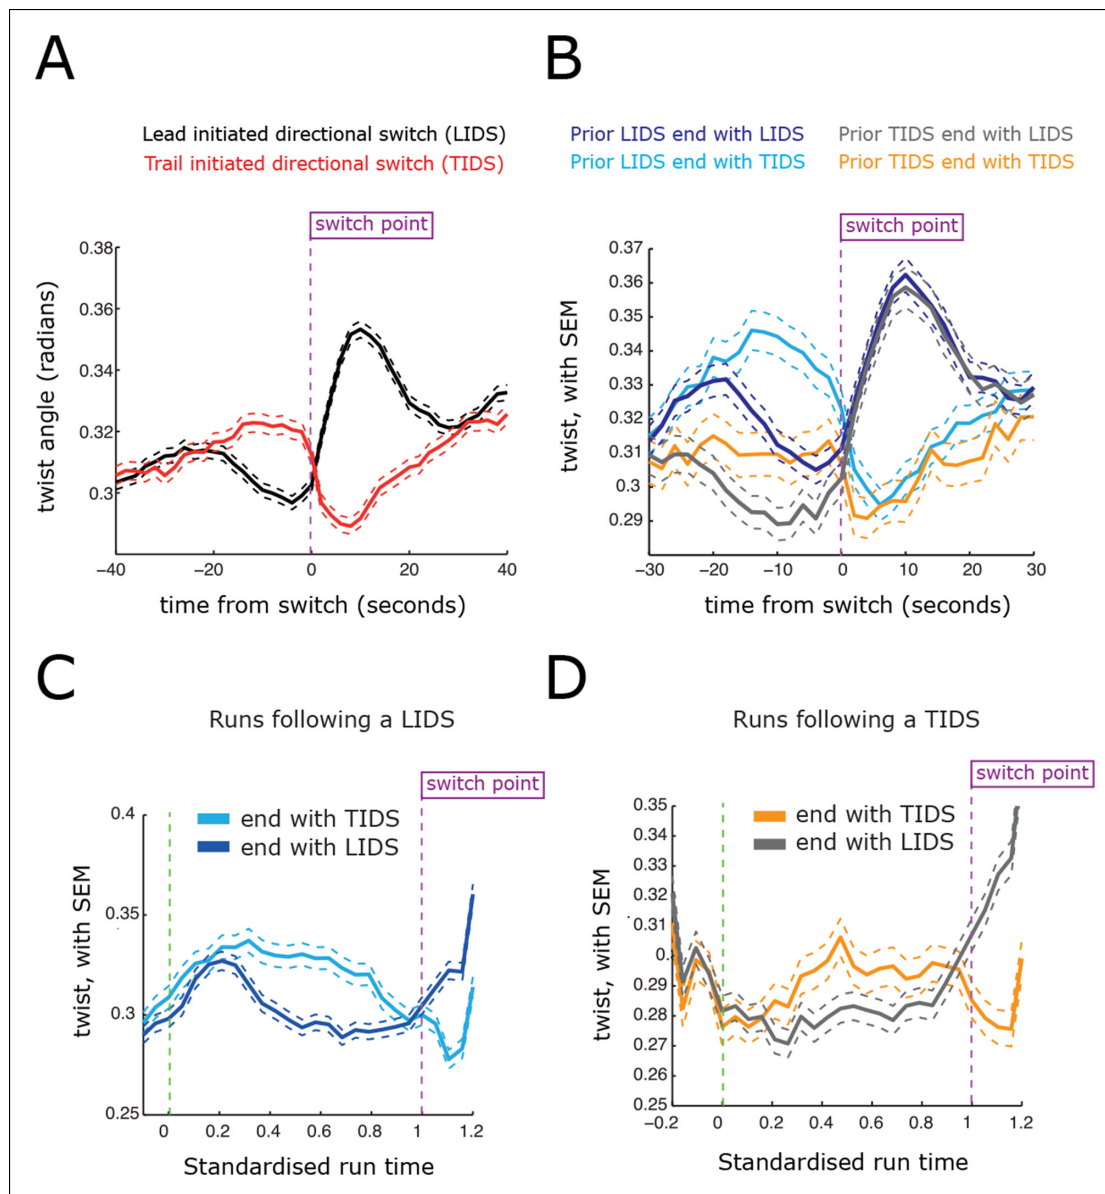 A
B
Lead initiated directional switch (LIDS)
Trail initiated directional switch (TIDS)
Prior LIDS end with LIDS
Prior TIDS end with LIDS
Prior LIDS end with TIDS
Prior TIDS end with TIDS
switch point
switch point
0.38
0.36
0.34
0.32
0.3
twist angle (radians)
−40
−20
0
20
40
time from switch (seconds)
0.37
0.36
0.35
0.34
0.33
0.32
0.31
0.3
0.29
twist, with SEM
−30
−20
−10
0
10
20
30
time from switch (seconds)
C
D
Runs following a LIDS
Runs following a TIDS
switch point
switch point
end with TIDS
end with LIDS
0.4
0.35
0.3
0.25
twist, with SEM
0
0.2
0.4
0.6
0.8
1
1.2
Standardised run time
end with TIDS
end with LIDS
0.35
0.34
0.33
0.32
0.31
0.
0.29
0.28
0.27
0.26
0.25
twist, with SEM
−0.2
0
0.2
0.4
0.6
0.8
1
1.2
Standardised run time